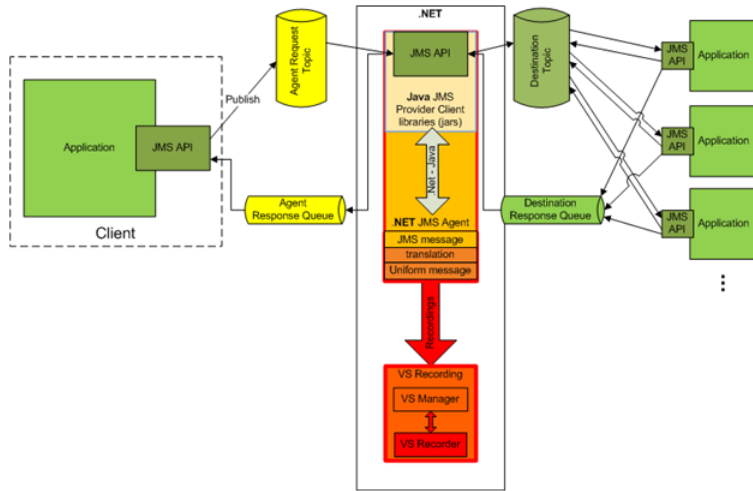 .NET
Agent Request
Topic
JMS API
Destination
Topic
JMS
API
Application
Publish
Java JMS
Provider Client
libraries (jars)
Application
JMS API
.Net - Java
JMS
API
Application
Agent
Response Queue
Destination
Response Queue
JMS
API
Application
.NET JMS Agent
Client
JMS message
translation
Uniform message
...
Recordings
VS Recording
VS Manager
VS Recorder